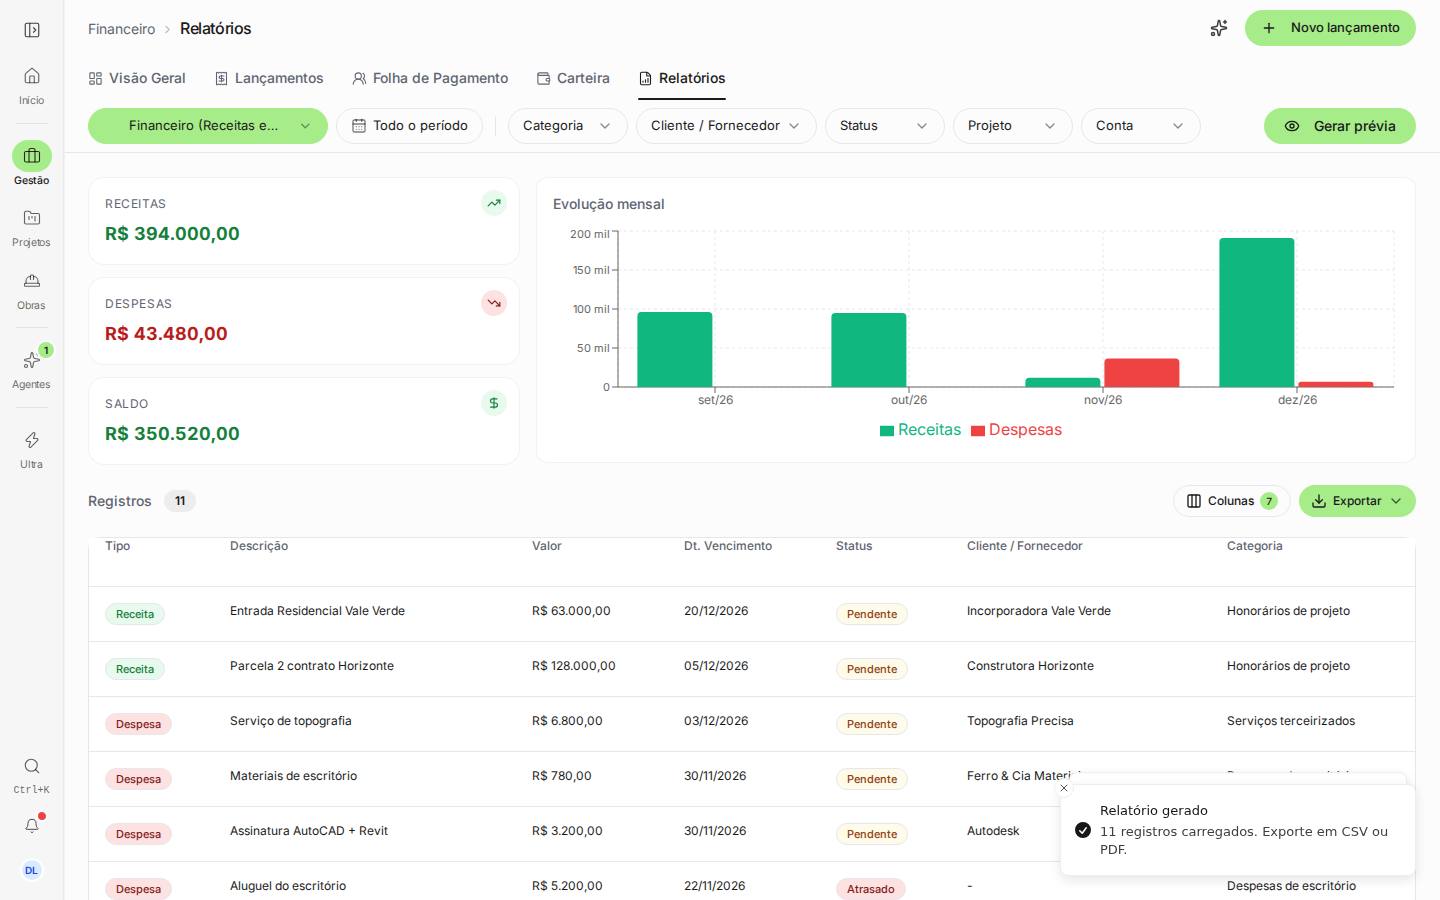 Financeiro > Relatórios
Novo lançamento
Início
Gestão
Projetos
Obras
1
Agentes
Ultra
Ctrl+K
DL
Visão Geral
Lançamentos
Folha de Pagamento
Carteira
Relatórios
Financeiro (Receitas e...
Todo o período
Categoria
Cliente / Fornecedor
Status
Projeto
Conta
Gerar prévia
RECEITAS
R$ 394.000,00
DESPESAS
R$ 43.480,00
SALDO
R$ 350.520,00
Evolução mensal
200 mil
150 mil
100 mil
50 mil
0
set/26 out/26 nov/26 dez/26
Receitas Despesas
Registros 11
Colunas 7
Exportar
Tipo Descrição Valor Dt. Vencimento Status Cliente / Fornecedor Categoria
Receita Entrada Residencial Vale Verde R$ 63.000,00 20/12/2026 Pendente Incorporadora Vale Verde Honorários de projeto
Receita Parcela 2 contrato Horizonte R$ 128.000,00 05/12/2026 Pendente Construtora Horizonte Honorários de projeto
Despesa Serviço de topografia R$ 6.800,00 03/12/2026 Pendente Topografia Precisa Serviços terceirizados
Despesa Materiais de escritório R$ 780,00 30/11/2026 Pendente Ferro & Cia
Despesa Assinatura AutoCAD + Revit R$ 3.200,00 30/11/2026 Pendente Autodesk
Despesa Aluguel do escritório R$ 5.200,00 22/11/2026 Atrasado - Despesas de escritório
Relatório gerado
11 registros carregados. Exporte em CSV ou
PDF.